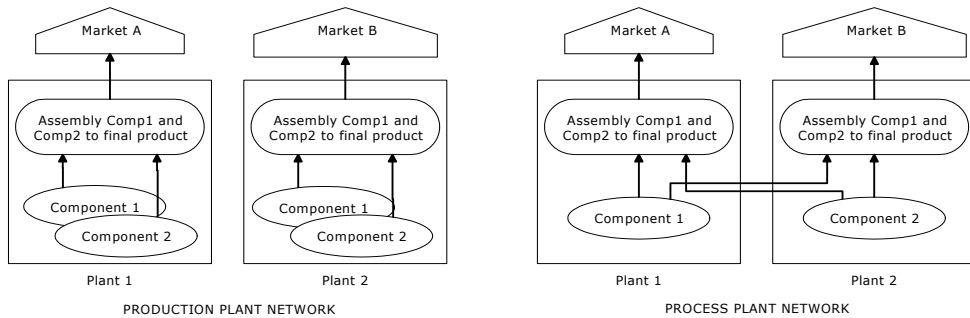 Market A
Assembly Comp1 and
Comp2 to final product
Component 1
Component 2
Plant 1
Market B
Assembly Comp1 and
Comp2 to final product
Component 1
Component 2
Plant 2
PRODUCTION PLANT NETWORK
Market A
Assembly Comp1 and
Comp2 to final product
Component 1
Plant 1
Market B
Assembly Comp1 and
Comp2 to final product
Component 2
Plant 2
PROCESS PLANT NETWORK